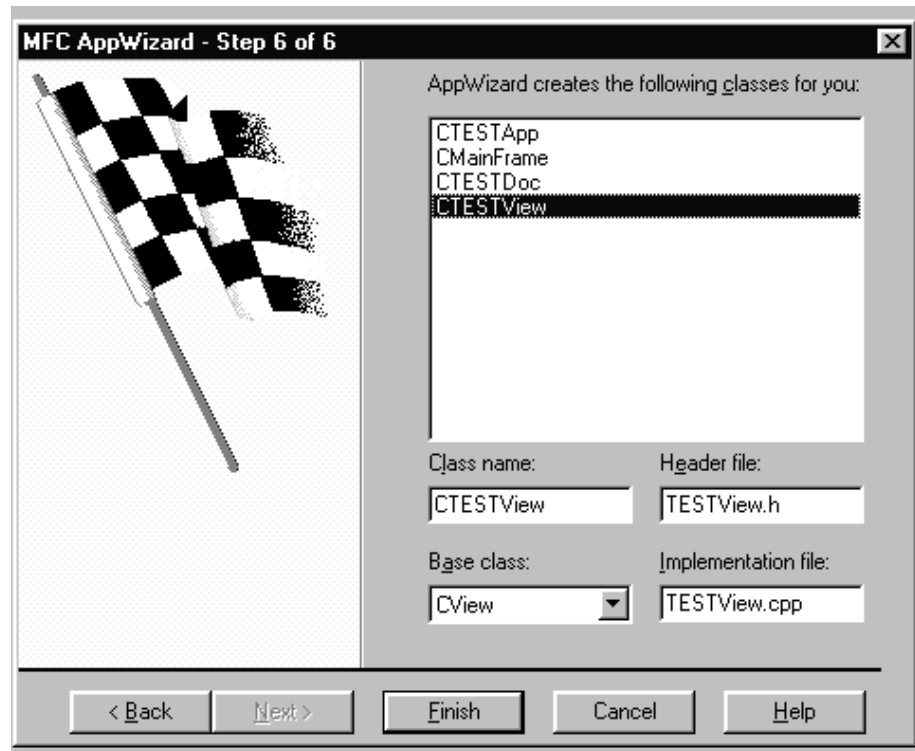 MFC AppWizard - Step 6 of 6
AppWizard creates the following classes for you:
CTESTApp
CMainFrame
CTESTDoc
CTESTView
Class name:
Header file:
CTESTView
TESTView.h
Base class:
Implementation file:
CView
TESTView.cpp
< Back
Next >
Finish
Cancel
Help